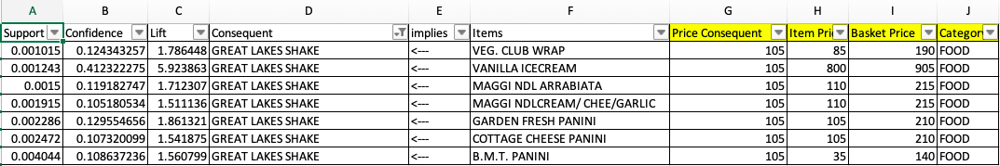 A B C D E F G H I J
Support Confidence Lift Consequent implies Items Price Consequent Item Pri Basket Price Categor
0.001015 0.124343257 1.786448 GREAT LAKES SHAKE <--- VEG. CLUB WRAP 105 85 190 FOOD
0.001243 0.412322275 5.923863 GREAT LAKES SHAKE <--- VANILLA ICECREAM 105 800 905 FOOD
0.0015 0.119182747 1.712307 GREAT LAKES SHAKE <--- MAGGI NDL ARRABIATA 105 110 215 FOOD
0.001915 0.105180534 1.511136 GREAT LAKES SHAKE <--- MAGGI NDLCREAM/ CHEE/GARLIC 105 110 215 FOOD
0.002286 0.129554656 1.861321 GREAT LAKES SHAKE <--- GARDEN FRESH PANINI 105 105 210 FOOD
0.002472 0.107320099 1.541875 GREAT LAKES SHAKE <--- COTTAGE CHEESE PANINI 105 105 210 FOOD
0.004044 0.108637236 1.560799 GREAT LAKES SHAKE <--- B.M.T. PANINI 105 35 140 FOOD